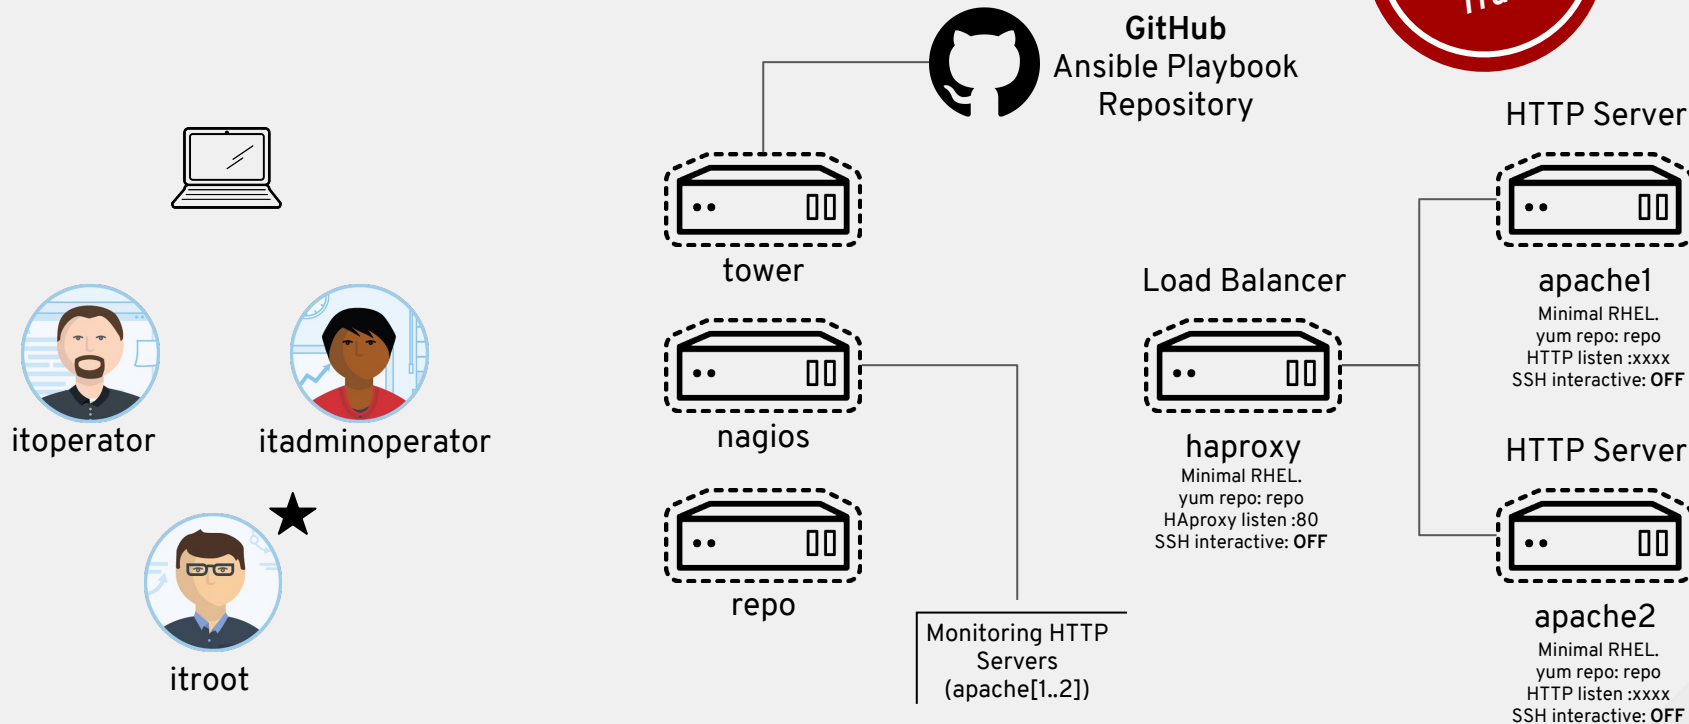 GitHub
Ansible Playbook
Repository
HTTP Server
tower
Load Balancer
apache1
Minimal RHEL.
yum repo: repo
HTTP listen :xxxx
SSH interactive: OFF
itoperator
itadminoperator
nagios
haproxy
Minimal RHEL.
yum repo: repo
HAproxy listen :80
SSH interactive: OFF
HTTP Server
repo
Monitoring HTTP
Servers
(apache[1..2])
apache2
Minimal RHEL.
yum repo: repo
HTTP listen :xxxx
SSH interactive: OFF
itroot